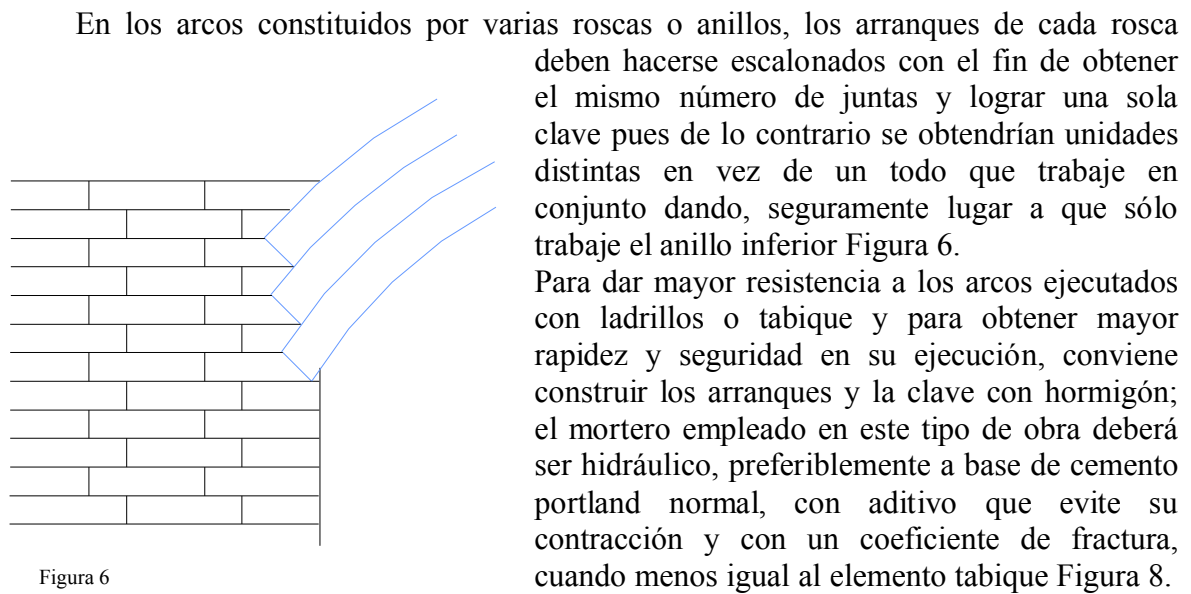 En los arcos constituidos por varias roscas o anillos, los arranques de cada rosca
deben hacerse escalonados con el fin de obtener
el mismo número de juntas y lograr una sola
clave pues de lo contrario se obtendrían unidades
distintas en vez de un todo que trabaje en
conjunto dando, seguramente lugar a que sólo
trabaje el anillo inferior Figura 6.
Para dar mayor resistencia a los arcos ejecutados
con ladrillos o tabique y para obtener mayor
rapidez y seguridad en su ejecución, conviene
construir los arranques y la clave con hormigón;
el mortero empleado en este tipo de obra deberá
ser hidráulico, preferiblemente a base de cemento
portland normal, con aditivo que evite su
contracción y con un coeficiente de fractura,
cuando menos igual al elemento tabique Figura 8.
Figura 6